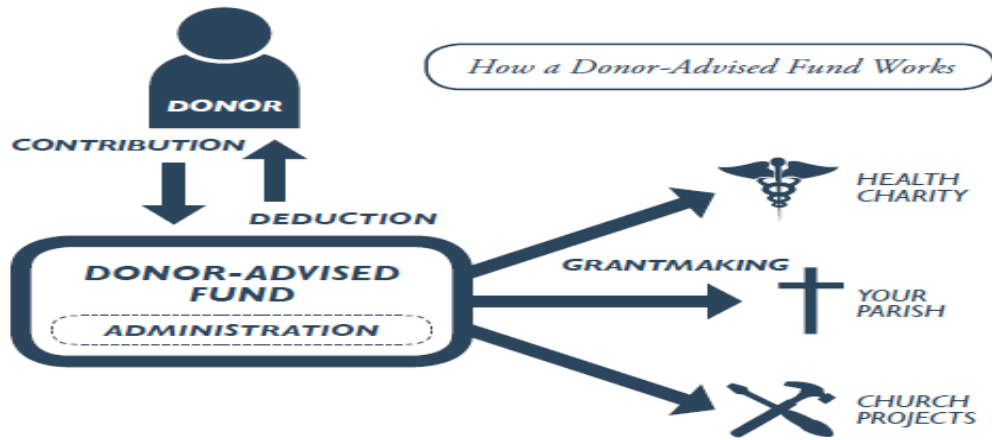 How a Donor-Advised Fund Works
DONOR
CONTRIBUTION
DEDUCTION
DONOR-ADVISED
FUND
ADMINISTRATION
GRANTMAKING
HEALTH
CHARITY
YOUR
PARISH
CHURCH
PROJECTS